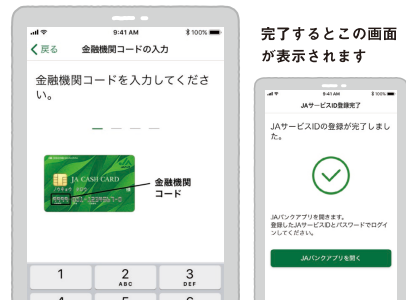 9:41 AM
100%
戻る
金融機関コードの入力
金融機関コードを入力してくださ
い。
JA CASH CARD
金融機関
コード
1
2
ABC
3
DEF
完了するとこの画面
が表示されます
9:41 AM
100%
JAサービスID登録完了
JAサービスIDの登録が完了しまし
た。
JAバンクアプリを開きます。
登録したJAサービスIDとパスワードでログイ
ンしてください。
JAバンクアプリを開く